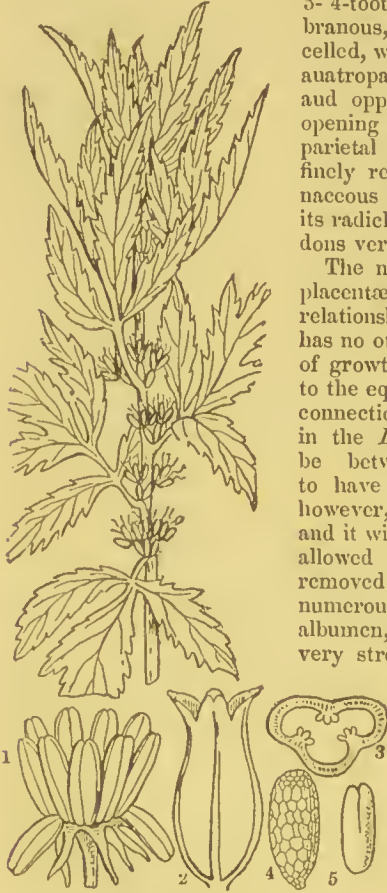 3- 4-toot
branous,
celled, w
auatropa
aud opp
opening
parietal
finely re
naceous
its radicl
dons ver
The n
placentæ
relationsl
has no ot
of growt
to the eq
connectio
in the
be betw
to have
however,
and it wi
allowed
removed
numerou
albumen,
very stre
1
2
3
4
5